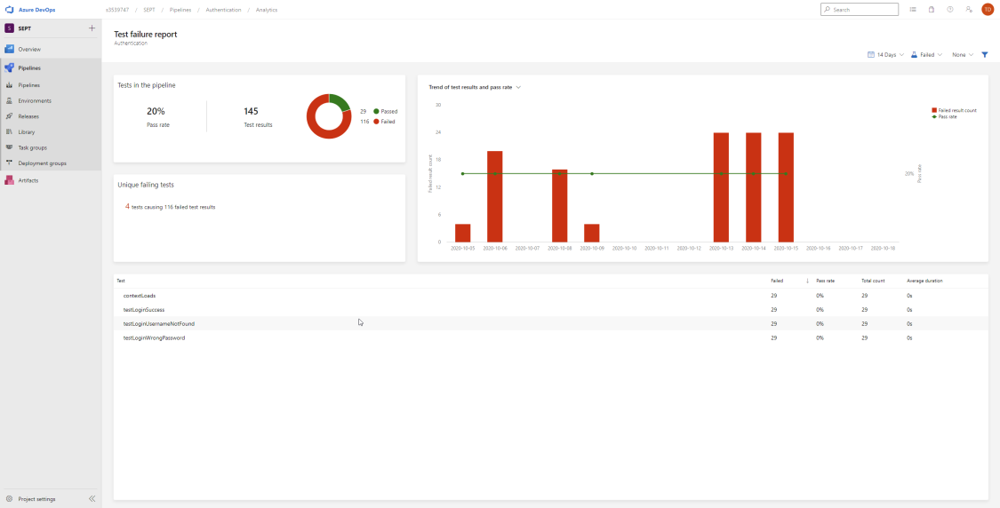 Azure DevOps
s3539747 / SEPT / Pipelines / Authentication / Analytics
Search
TD
S SEPT
Overview
Pipelines
Pipelines
Environments
Releases
Library
Task groups
Deployment groups
Artifacts
Project settings
Test failure report
Authentication
14 Days
Failed
None
Tests in the pipeline
20%
Pass rate
145
Test results
29 Passed
116 Failed
Unique failing tests
4 tests causing 116 failed test results
Trend of test results and pass rate
Failed result count
Pass rate
30
24
18
12
6
0
Failed result count
20%
Pass rate
2020-10-05 2020-10-06 2020-10-07 2020-10-08 2020-10-09 2020-10-10 2020-10-11 2020-10-12 2020-10-13 2020-10-14 2020-10-15 2020-10-16 2020-10-17 2020-10-18
Test Failed Pass rate Total count Average duration
contextLoads 29 0% 29 0s
testLoginSuccess 29 0% 29 0s
testLoginUsernameNotFound 29 0% 29 0s
testLoginWrongPassword 29 0% 29 0s